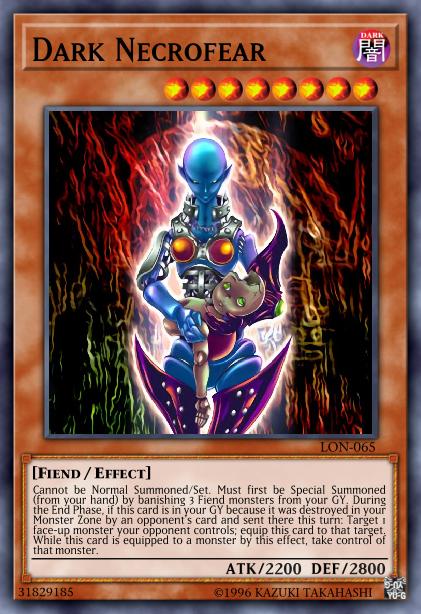 DARK NECROFEAR
DARK
闇
LON-065
[FIEND / EFFECT]
Cannot be Normal Summoned/Set. Must first be Special Summoned
(from your hand) by banishing 3 Fiend monsters from your GY. During
the End Phase, if this card is in your GY because it was destroyed in your
Monster Zone by an opponent's card and sent there this turn: Target 1
face-up monster your opponent controls; equip this card to that target.
While this card is equipped to a monster by this effect, take control of
that monster.
ATK/2200 DEF/2800
31829185
©1996 KAZUKI TAKAHASHI